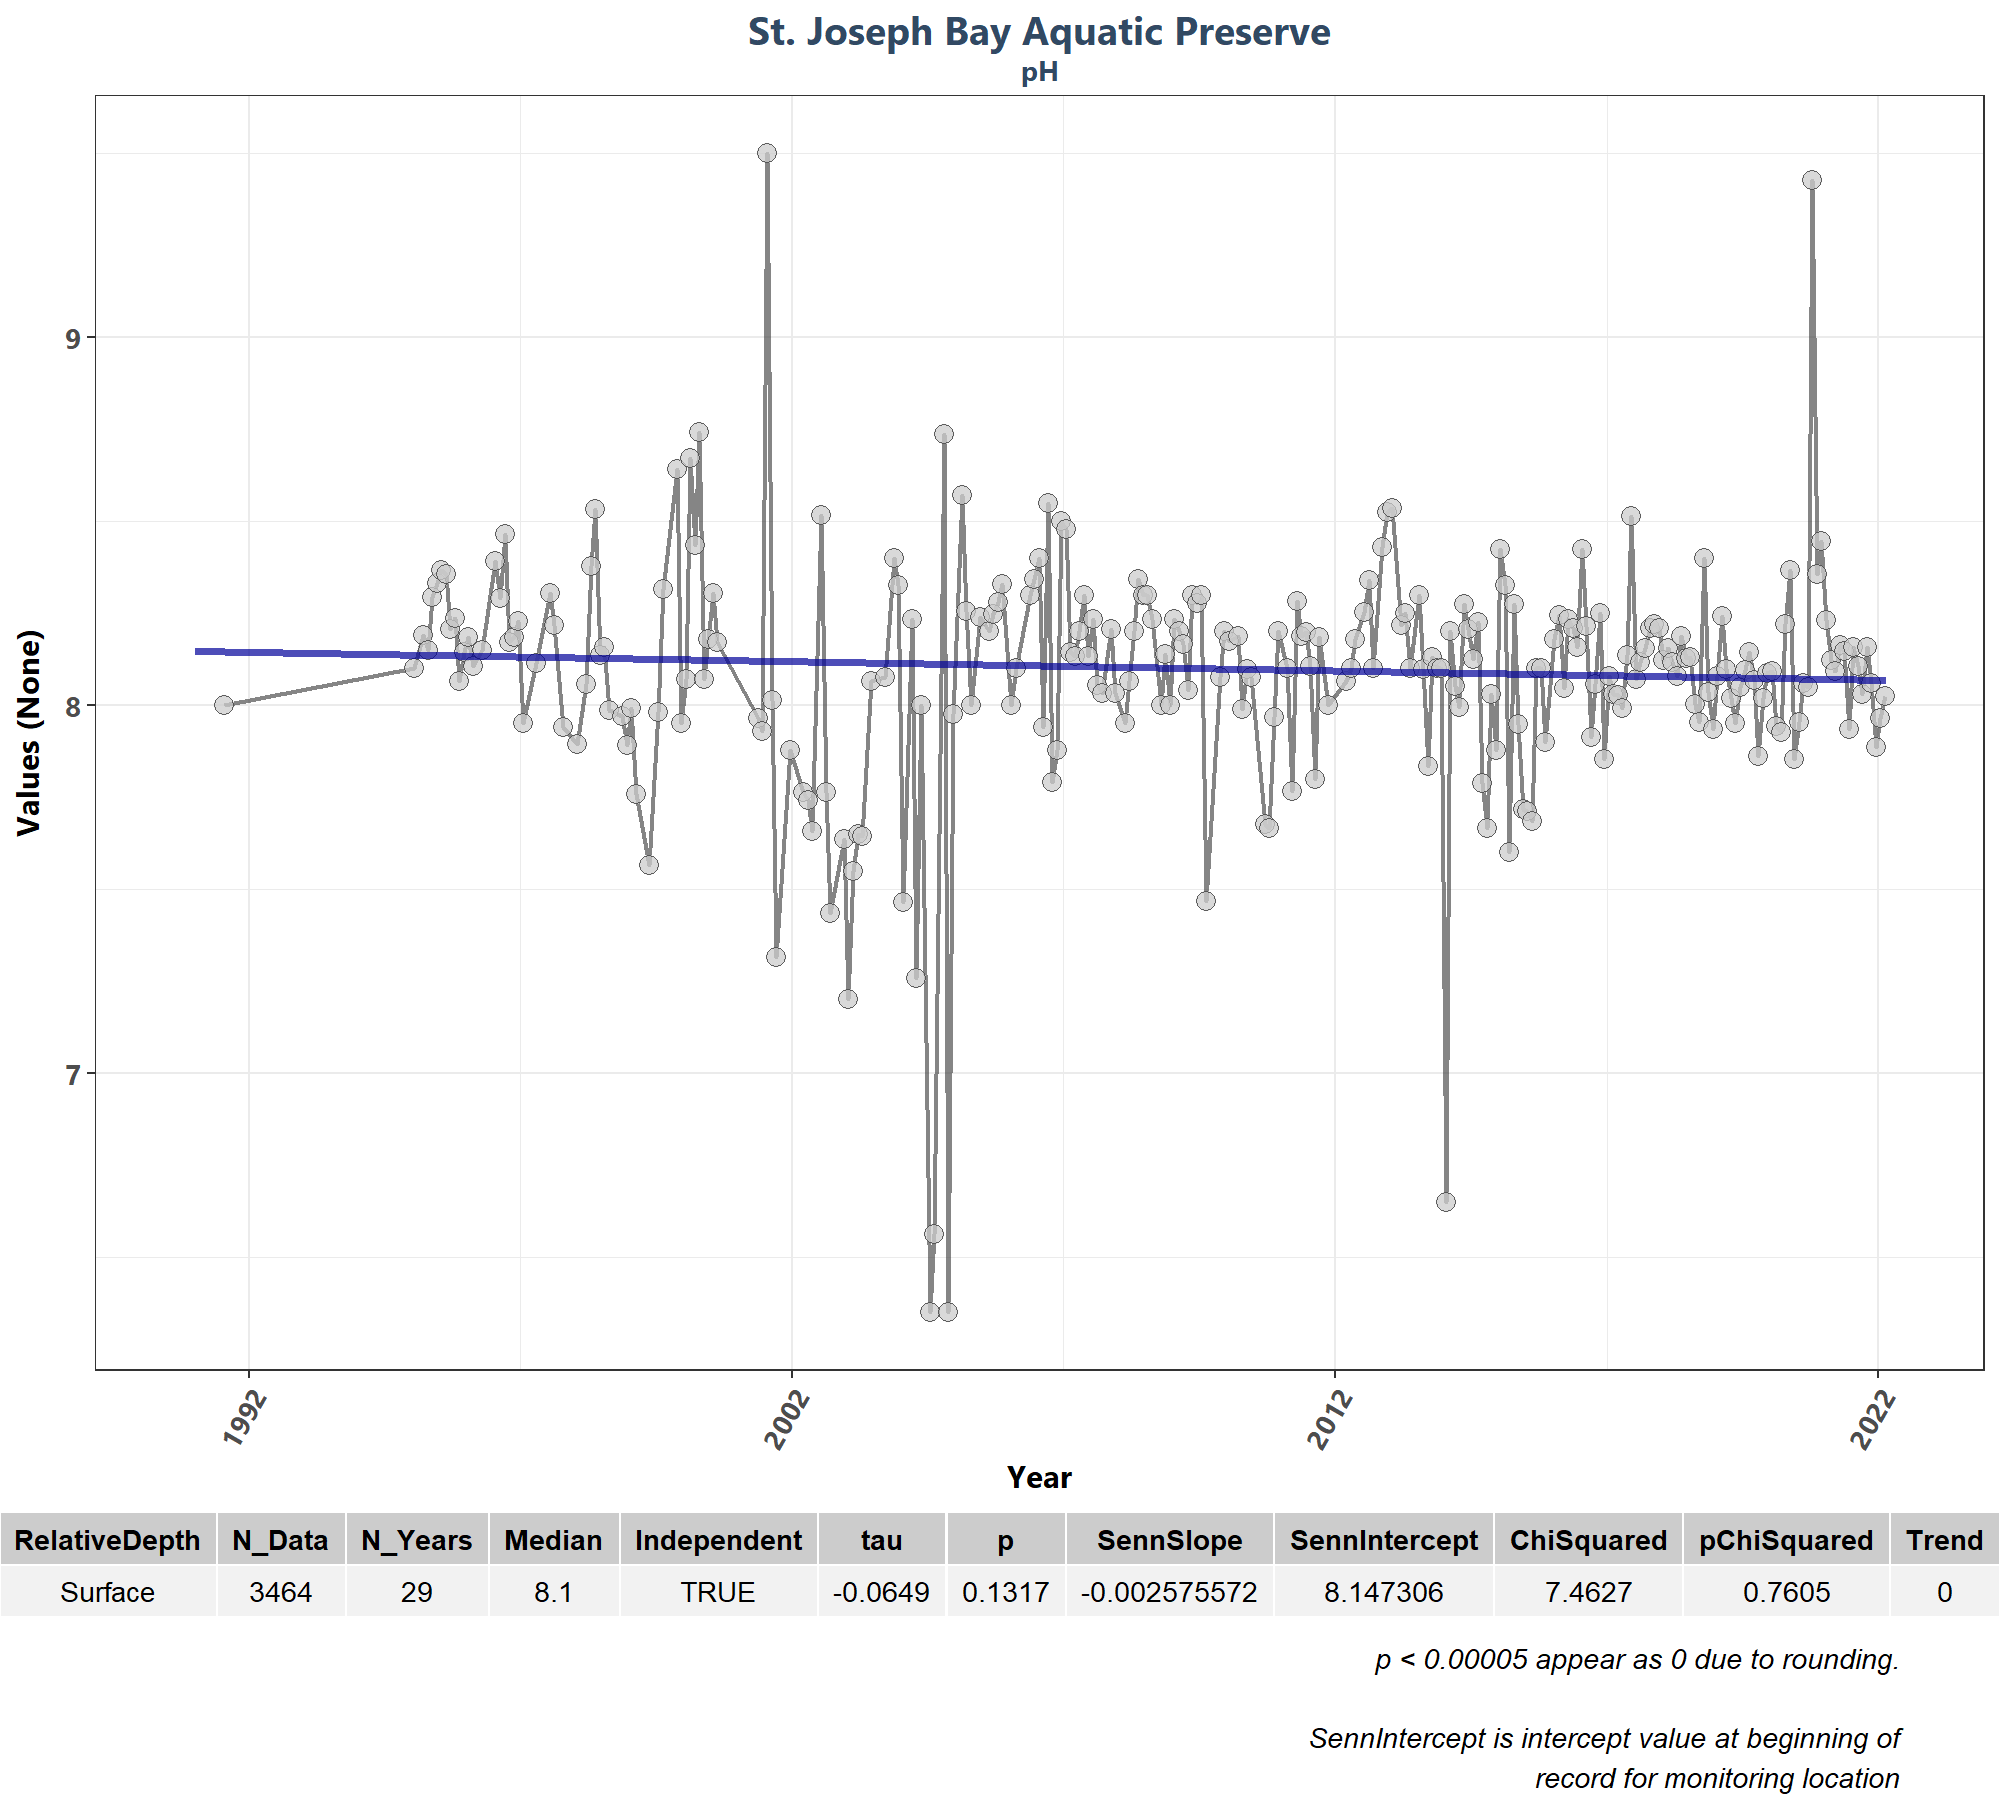 St. Joseph Bay Aquatic Preserve
pH
Values (None)
9
8
7
1992
2002
2012
2022
Year
RelativeDepth N_Data N_Years Median Independent tau p SennSlope SennIntercept ChiSquared pChiSquared Trend
Surface 3464 29 8.1 TRUE -0.0649 0.1317 -0.002575572 8.147306 7.4627 0.7605 0
p < 0.00005 appear as 0 due to rounding.
SennIntercept is intercept value at beginning of
record for monitoring location